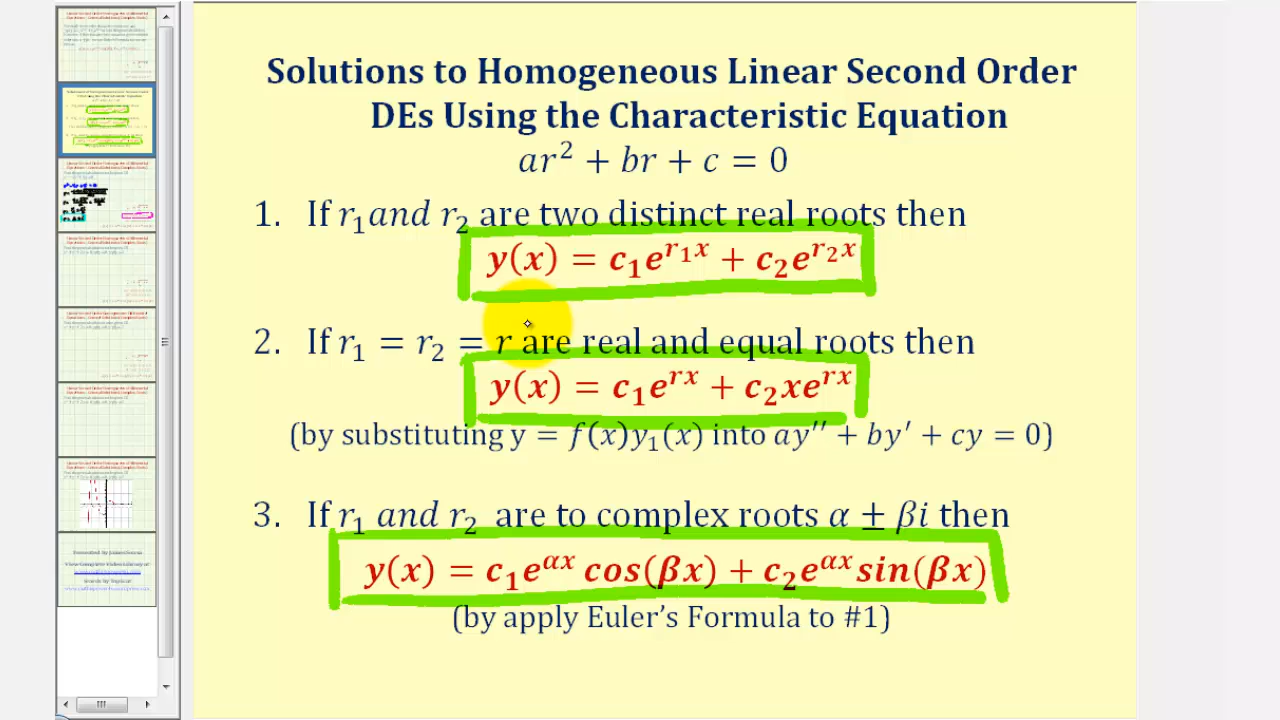 Solutions to Homogeneous Linear Second Order
DEs Using the Characteristic Equation
ar² + br + c = 0
1. If r₁and r₂ are two distinct real roots then
y(x) = c₁e^{r₁x} + c₂e^{r₂x}
2. If r₁ = r₂ = r are real and equal roots then
y(x) = c₁e^{rx} + c₂xe^{rx}
(by substituting y = f(x)y₁(x) into ay′′ + by′ + cy = 0)
3. If r₁ and r₂ are to complex roots α ± βi then
y(x) = c₁e^{αx} cos(βx) + c₂e^{αx} sin(βx)
(by apply Euler’s Formula to #1)